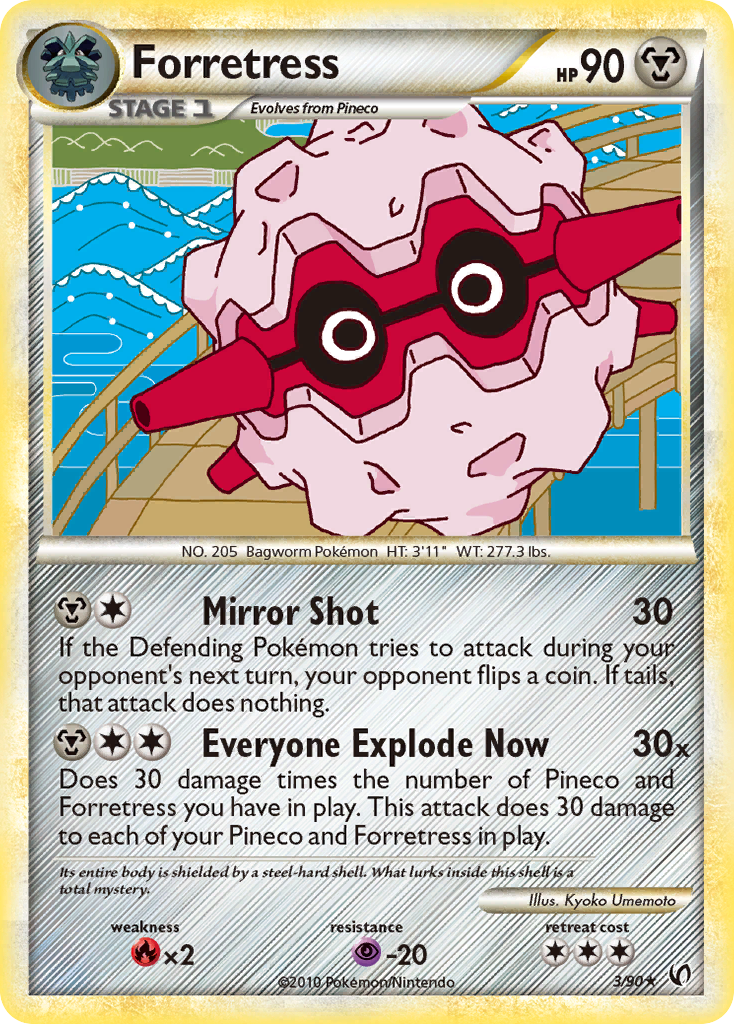 Forretress
HP 90
STAGE 1
Evolves from Pineco
NO. 205 Bagworm Pokémon HT: 3'11" WT: 277.3 lbs.
Mirror Shot 30
If the Defending Pokémon tries to attack during your
opponent's next turn, your opponent flips a coin. If tails,
that attack does nothing.
Everyone Explode Now 30x
Does 30 damage times the number of Pineco and
Forretress you have in play. This attack does 30 damage
to each of your Pineco and Forretress in play.
Its entire body is shielded by a steel-hard shell. What lurks inside this shell is a
total mystery.
Illus. Kyoko Umemoto
weakness resistance retreat cost
×2 -20
©2010 Pokémon/Nintendo 3/90★